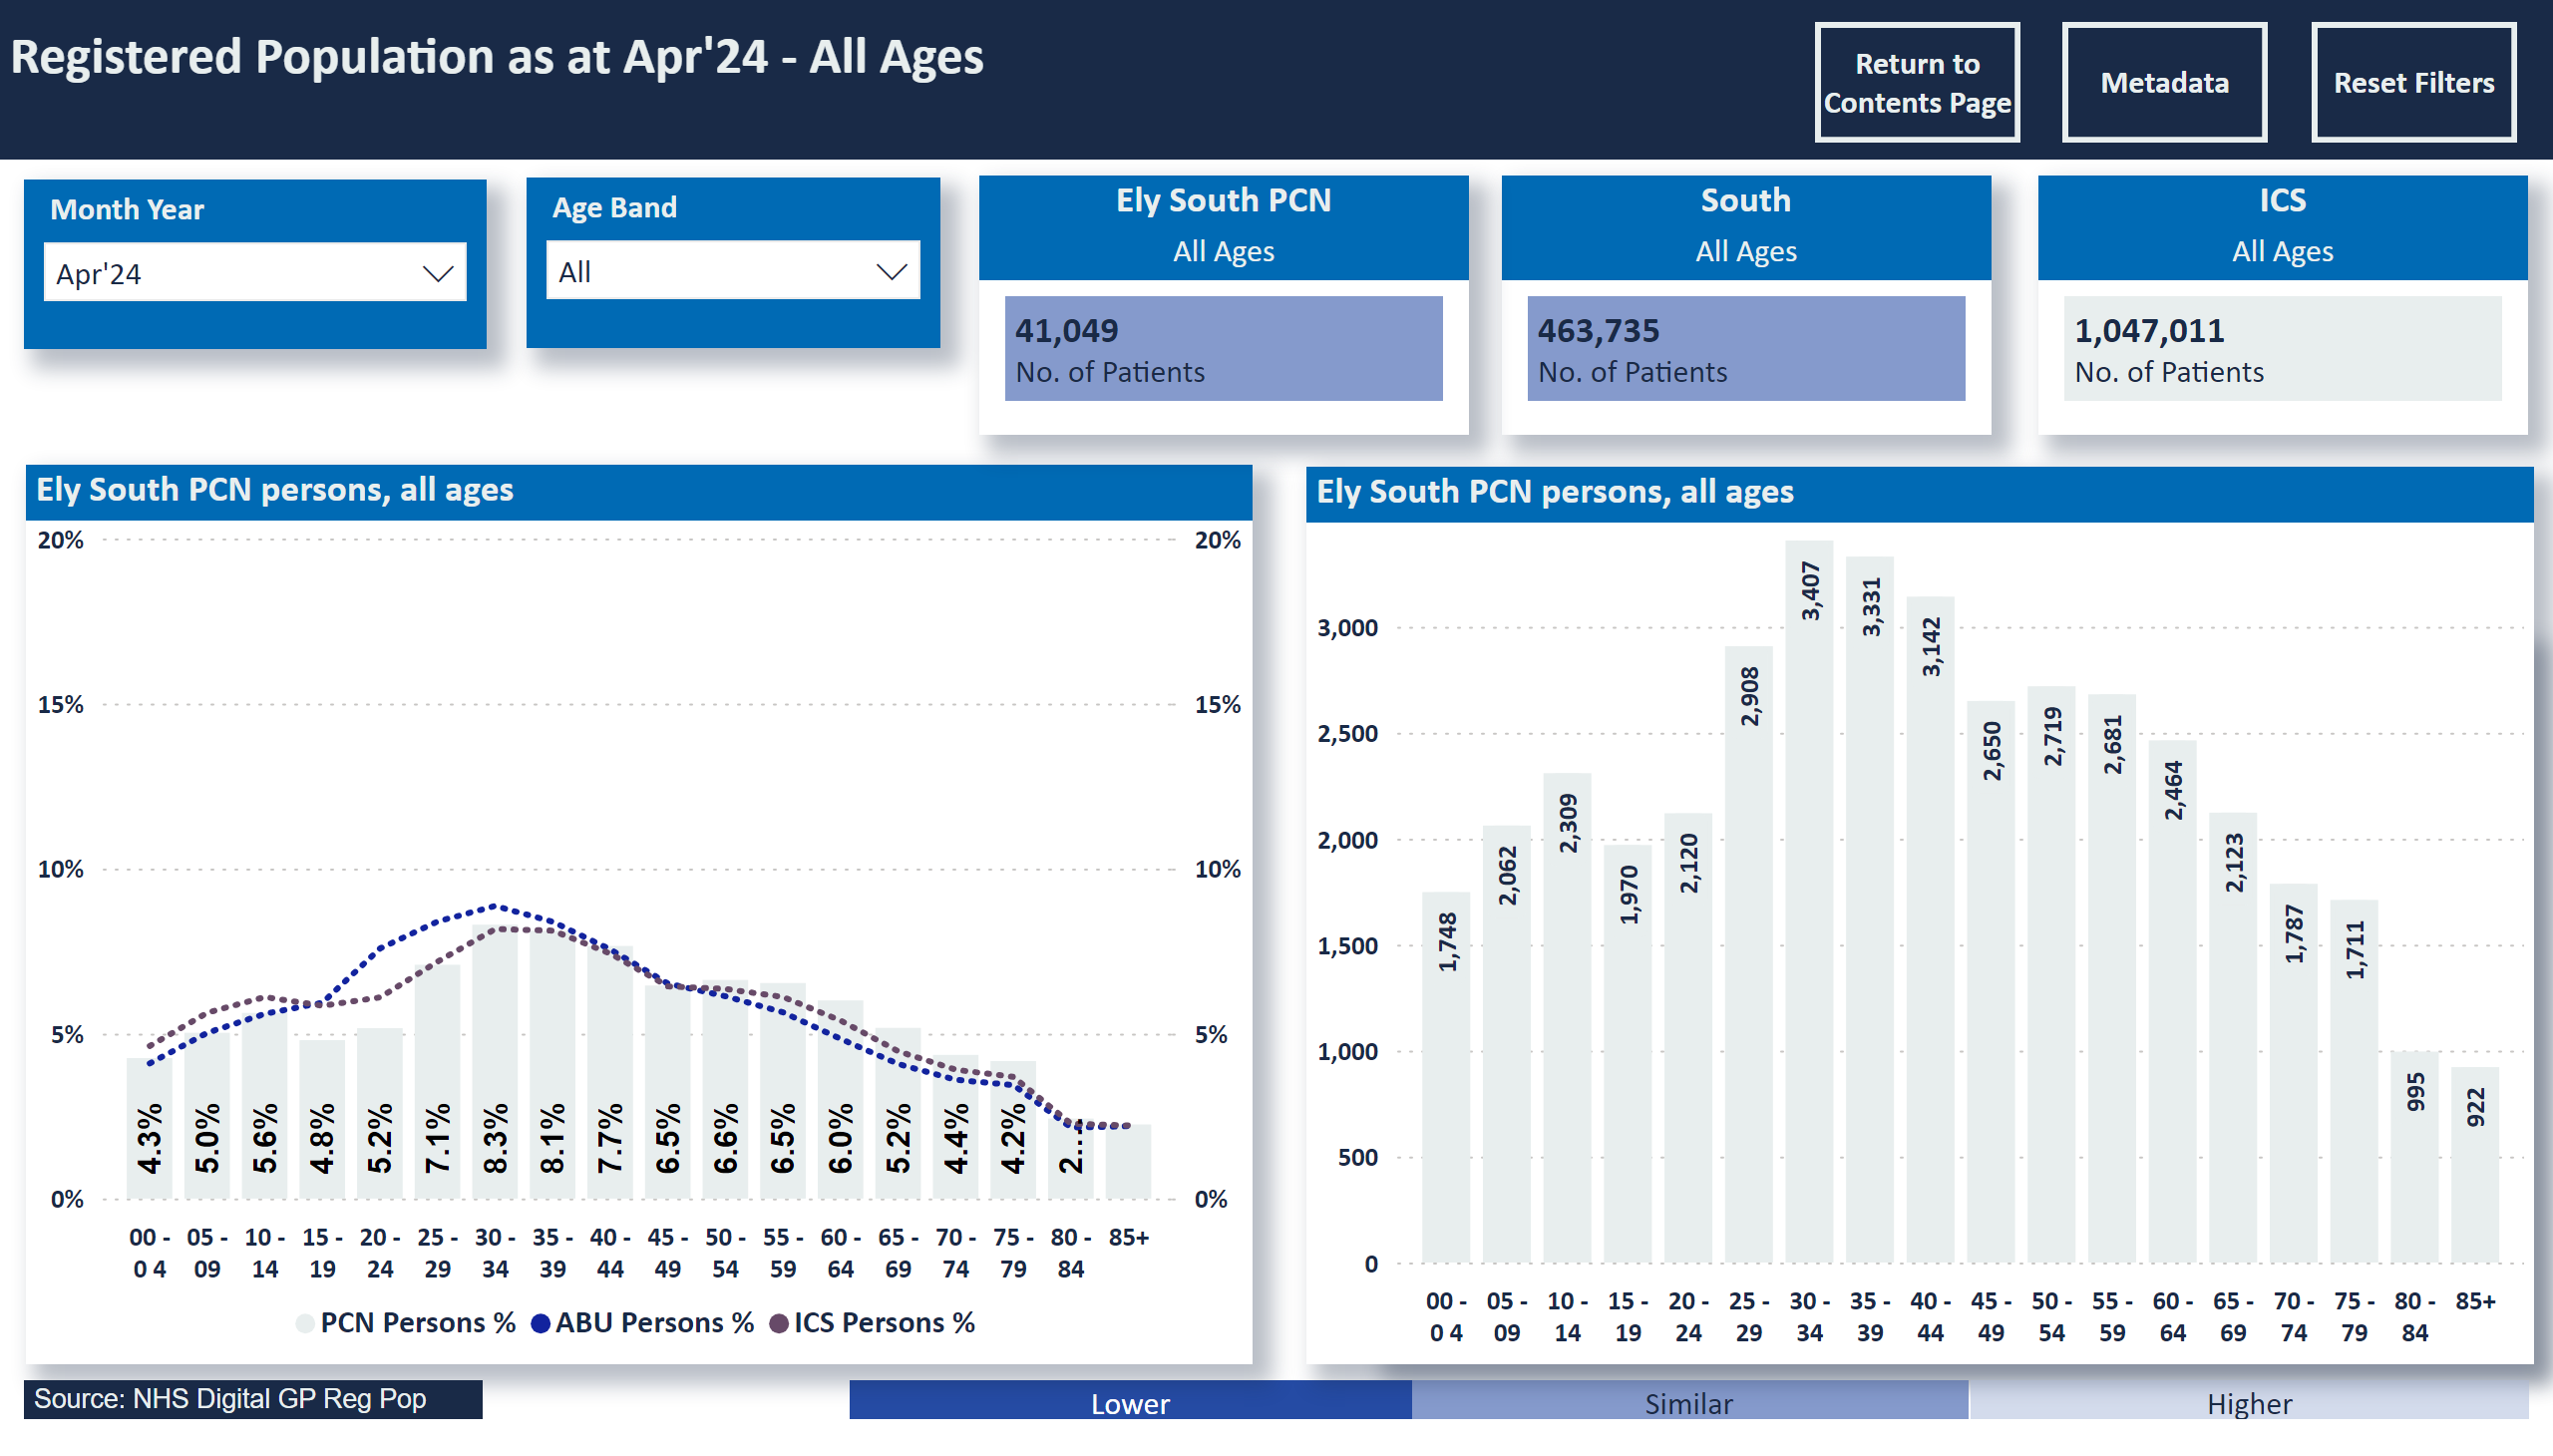 Registered Population as at Apr'24 - All Ages
Return to
Contents Page
Metadata
Reset Filters
Month Year
Apr'24
Age Band
All
Ely South PCN
All Ages
41,049
No. of Patients
South
All Ages
463,735
No. of Patients
ICS
All Ages
1,047,011
No. of Patients
Ely South PCN persons, all ages
20% 20%
15% 15%
10% 10%
5% 5%
0% 0%
4.3% 5.0% 5.6% 4.8% 5.2% 7.1% 8.3% 8.1% 7.7% 6.5% 6.6% 6.5% 6.0% 5.2% 4.4% 4.2% 2...
00 - 05 - 10 - 15 - 20 - 25 - 30 - 35 - 40 - 45 - 50 - 55 - 60 - 65 - 70 - 75 - 80 - 85+
0 4 09 14 19 24 29 34 39 44 49 54 59 64 69 74 79 84
PCN Persons % ABU Persons % ICS Persons %
Ely South PCN persons, all ages
3,000
2,500
2,000
1,500
1,000
500
0
1,748 2,062 2,309 1,970 2,120 2,908 3,407 3,331 3,142 2,650 2,719 2,681 2,464 2,123 1,787 1,711 995 922
00 - 05 - 10 - 15 - 20 - 25 - 30 - 35 - 40 - 45 - 50 - 55 - 60 - 65 - 70 - 75 - 80 - 85+
0 4 09 14 19 24 29 34 39 44 49 54 59 64 69 74 79 84
Source: NHS Digital GP Reg Pop
Lower Similar Higher